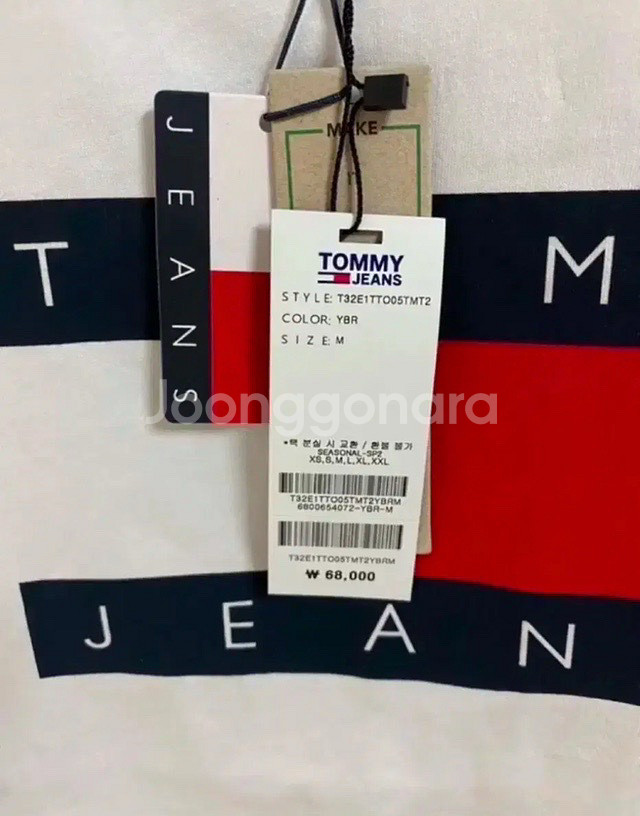 MAKE
T M
JEANS
TOMMY
JEANS
STYLE: T32E1TTO05TMT2
COLOR: YBR
SIZE: M
Joonggonara
*택 분실 시 교환 / 환불 불가
SEASONAL-SP2
XS,S,M,L,XL,XXL
T32E1TTO05TMT2YBRM
6800654072-YBR-M
T32E1TTO05TMT2YBRM
₩ 68,000
J E A N